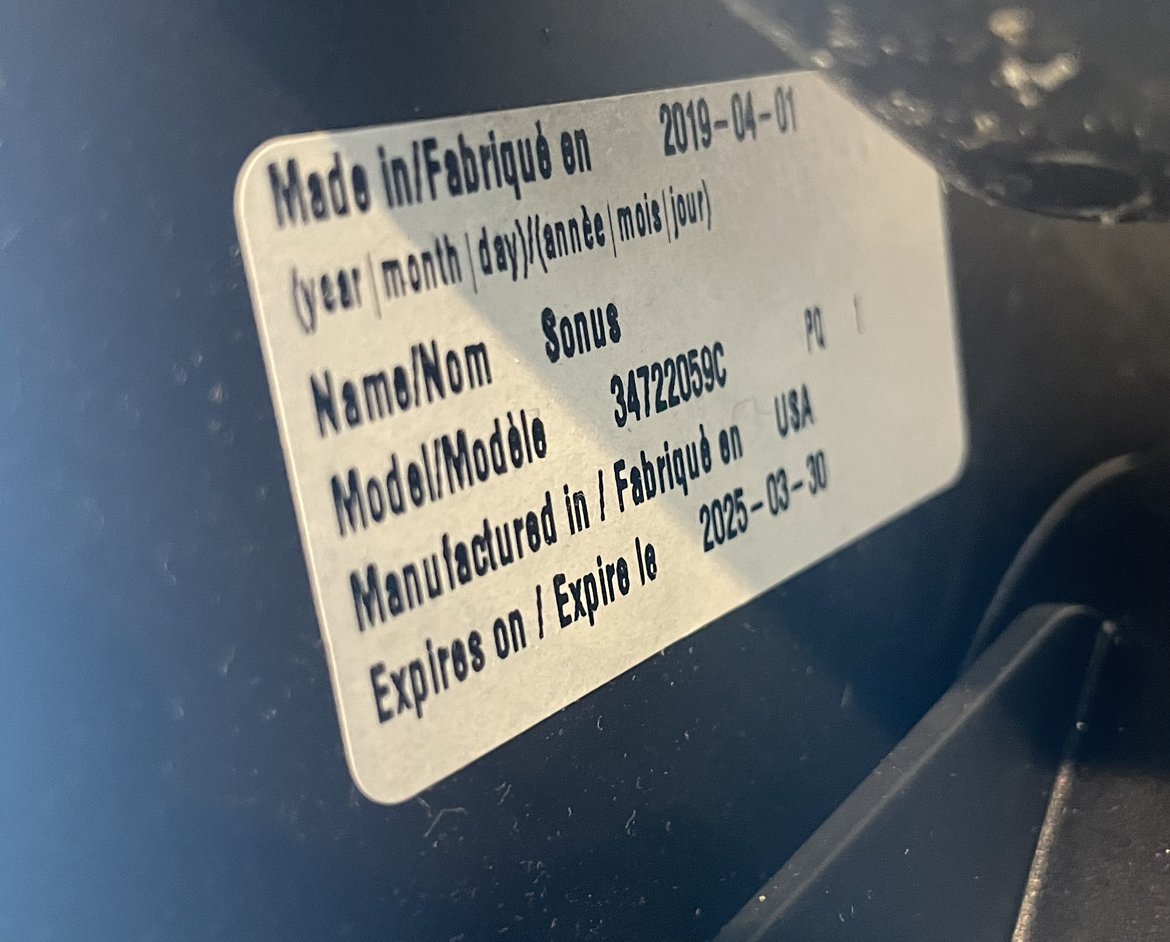 Made in/Fabriqué en 2019-04-01
(year|month|day)/(année|mois|jour)
Name/Nom Sonus
Model/Modèle 34722059C PQ 1
Manufactured in / Fabriqué en USA
Expires on / Expire le 2025-03-30